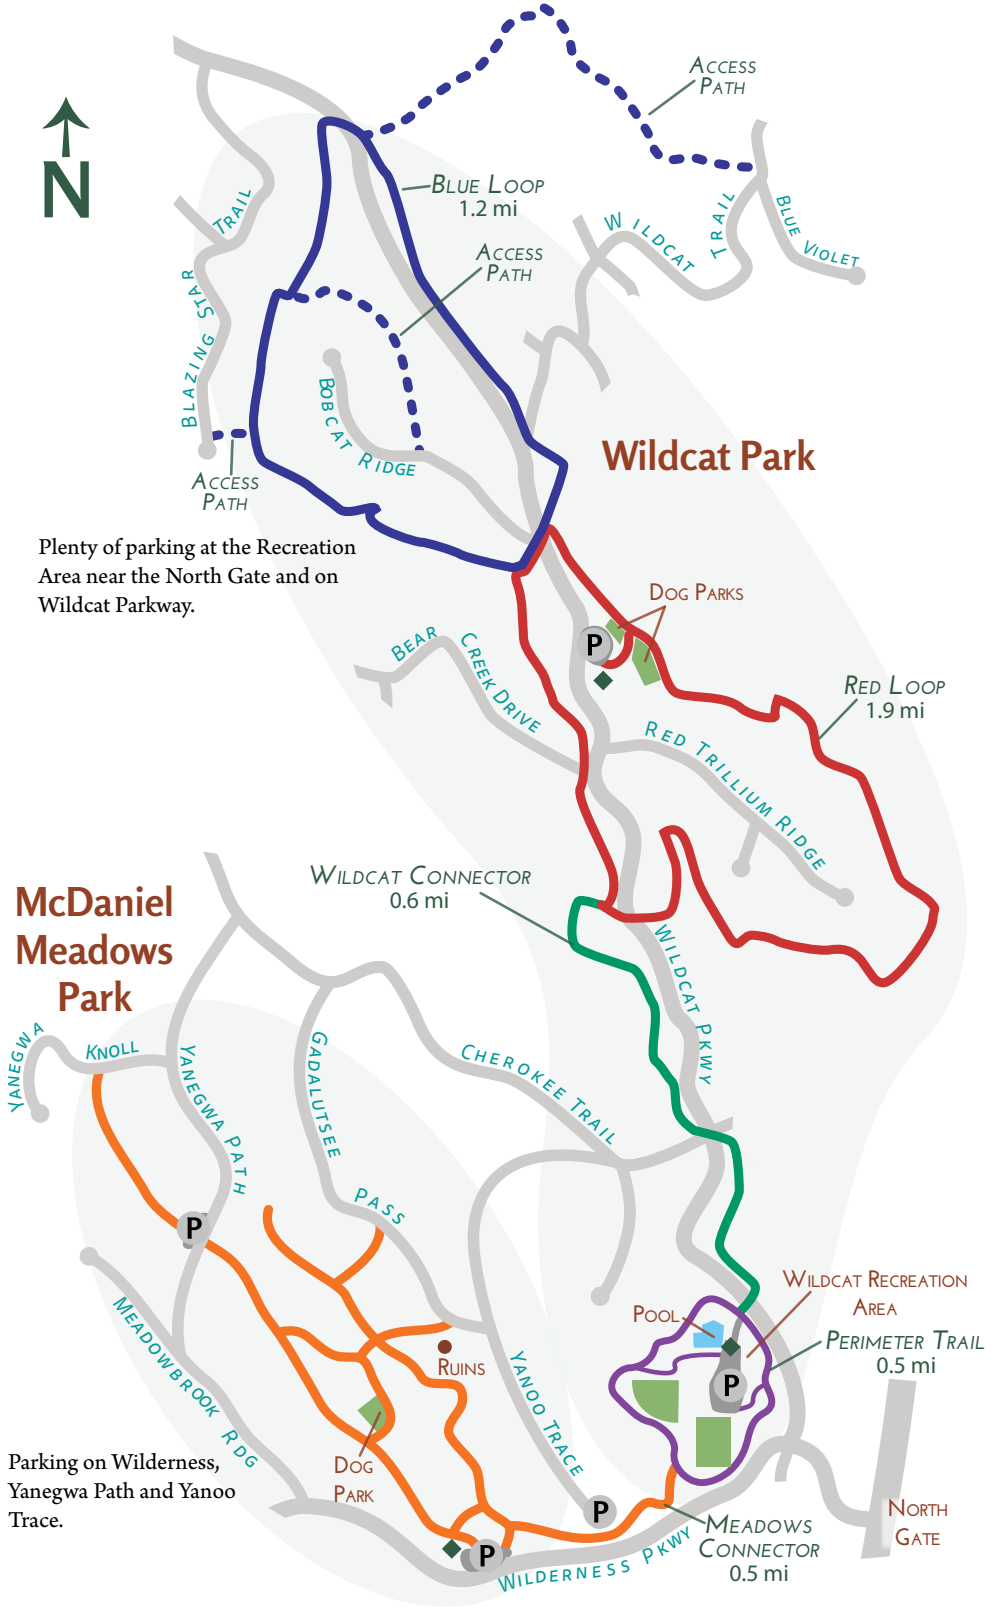 ACCESS
PATH
N
BLUE LOOP
1.2 mi
TRAIL
WILDCAT
TRAIL
BLUE VIOLET
ACCESS
PATH
BLAZING STAR
BOBCAT RIDGE
Wildcat Park
ACCESS
PATH
Plenty of parking at the Recreation
Area near the North Gate and on
Wildcat Parkway.
DOG PARKS
P
BEAR
CREEK DRIVE
RED LOOP
1.9 mi
RED TRILLIUM RIDGE
WILDCAT CONNECTOR
0.6 mi
McDaniel
Meadows
Park
WILDCAT PKWY
YANEGWA
KNOLL
YANEGWA PATH
GADALUTSEE
PASS
CHEROKEE TRAIL
P
WILDCAT RECREATION
AREA
POOL
PERIMETER TRAIL
0.5 mi
MEADOWBROOK RDG
RUINS
YANOO TRACE
P
Parking on Wilderness,
Yanegwa Path and Yanoo
Trace.
DOG
PARK
P
NORTH
GATE
MEADOWS
CONNECTOR
0.5 mi
P
WILDERNESS PKWY